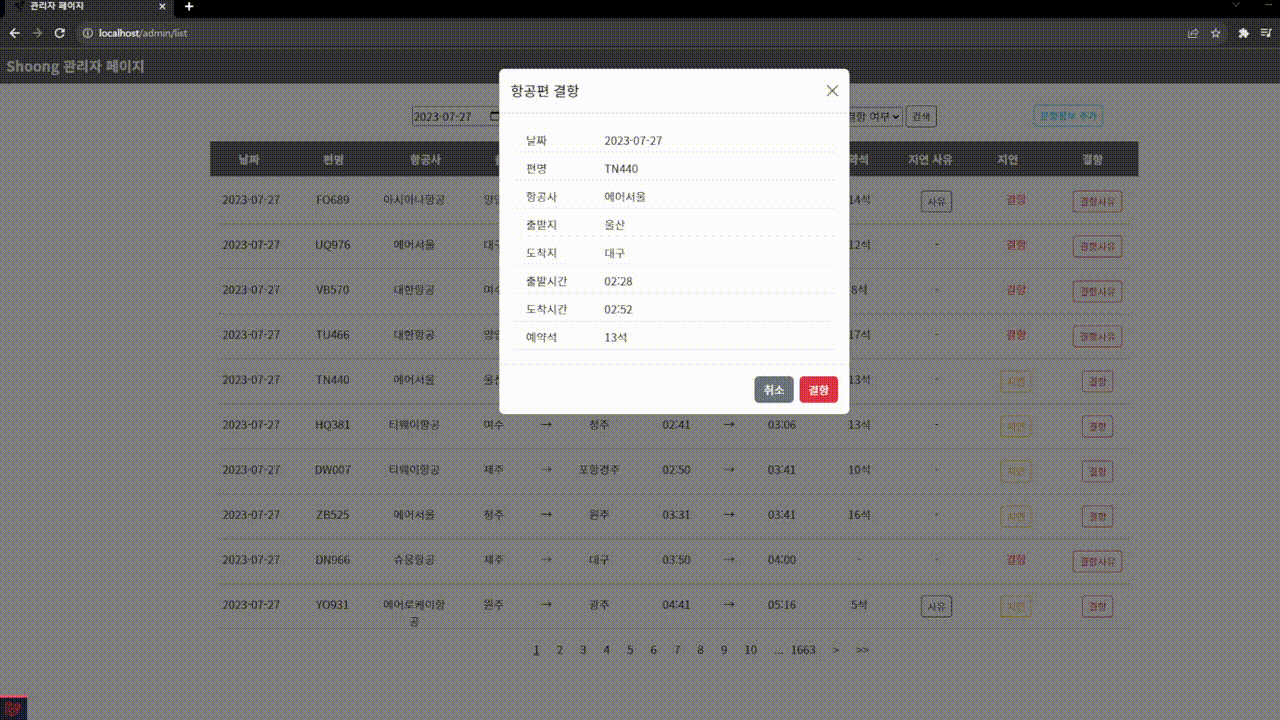 관리자 페이지
localhost/admin/list
Shoong 관리자 페이지
2023-07-27 결항 여부 검색 운항정보 추가
날짜 편명 항공사 약석 지연 사유 지연 결항
2023-07-27 FO689 아시아나항공 양양 14석 사유 결항 결항사유
2023-07-27 UQ976 에어서울 대구 12석 - 결항 결항사유
2023-07-27 VB570 대한항공 여수 8석 - 결항 결항사유
2023-07-27 TU466 대한항공 양양 17석 - 결항 결항사유
2023-07-27 TN440 에어서울 울산 13석 - 지연 결항
2023-07-27 HQ381 티웨이항공 여수 → 청주 02:41 → 03:06 13석 - 지연 결항
2023-07-27 DW007 티웨이항공 제주 → 포항경주 02:50 → 03:41 10석 - 지연 결항
2023-07-27 ZB525 에어서울 청주 → 원주 03:31 → 03:41 16석 - 지연 결항
2023-07-27 DN966 슈웅항공 제주 → 대구 03:50 → 04:00 - - 결항 결항사유
2023-07-27 YO931 에어로케이항공 원주 → 광주 04:41 → 05:16 5석 사유 지연 결항
1 2 3 4 5 6 7 8 9 10 ... 1663 > >>
항공편 결항
날짜 2023-07-27
편명 TN440
항공사 에어서울
출발지 울산
도착지 대구
출발시간 02:28
도착시간 02:52
예약석 13석
취소 결항